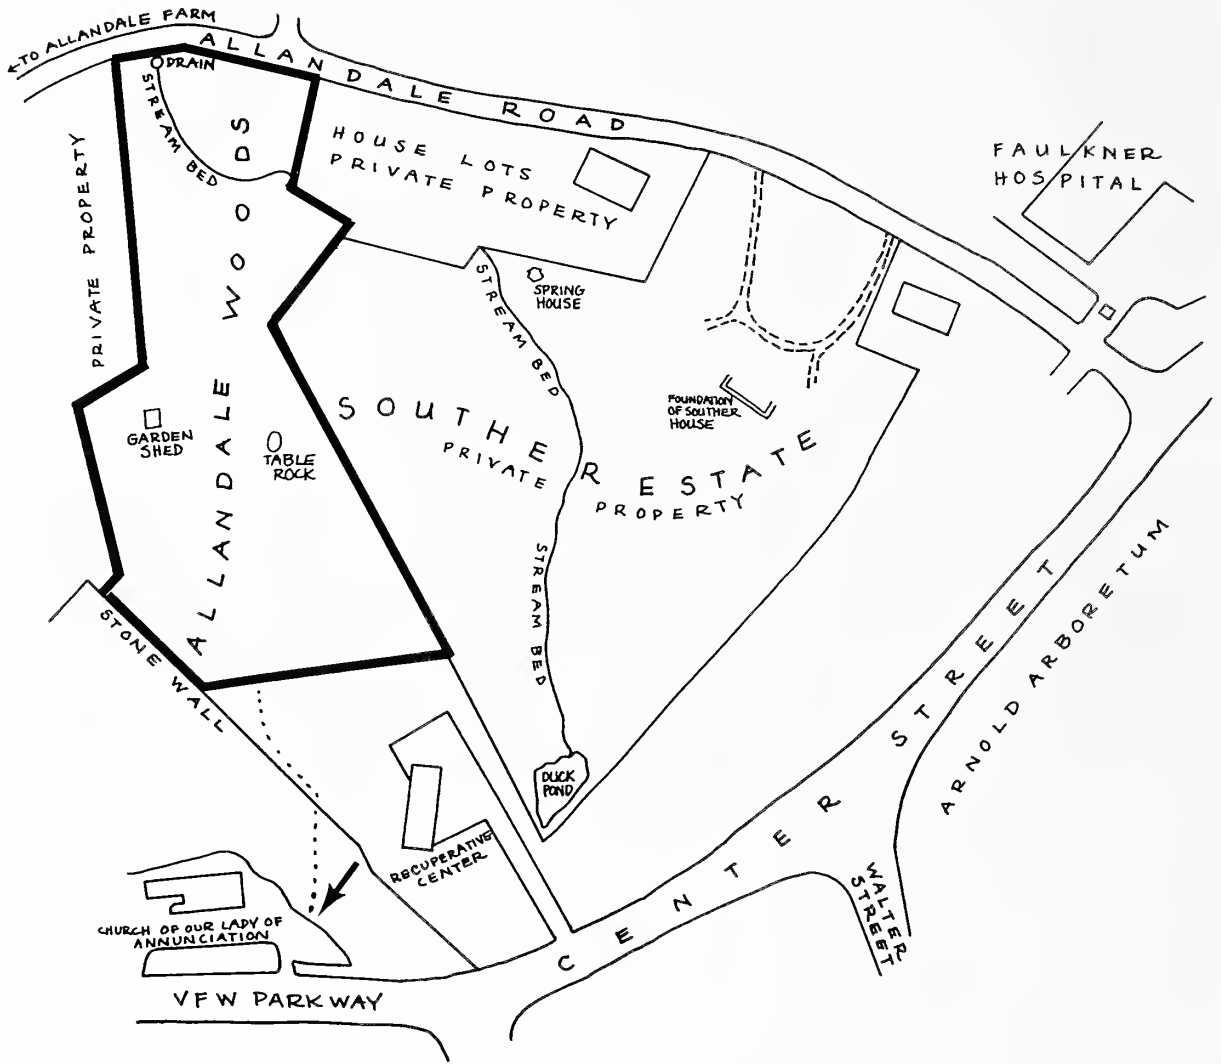 ←TO ALLANDALE FARM
ALLANDALE ROAD
DRAIN
STREAM BED
HOUSE LOTS
PRIVATE PROPERTY
FAULKNER
HOSPITAL
PRIVATE PROPERTY
ALLANDALE WOODS
STREAM BED
SPRING
HOUSE
GARDEN
SHED
TABLE
ROCK
FOUNDATION
OF SOUTHER
HOUSE
SOUTHER ESTATE
PRIVATE PROPERTY
STREAM BED
STONE WALL
DUCK
POND
RECUPERATIVE
CENTER
CENTER STREET
ARNOLD ARBORETUM
WALTER
STREET
CHURCH OF OUR LADY OF
ANNUNCIATION
VFW PARKWAY